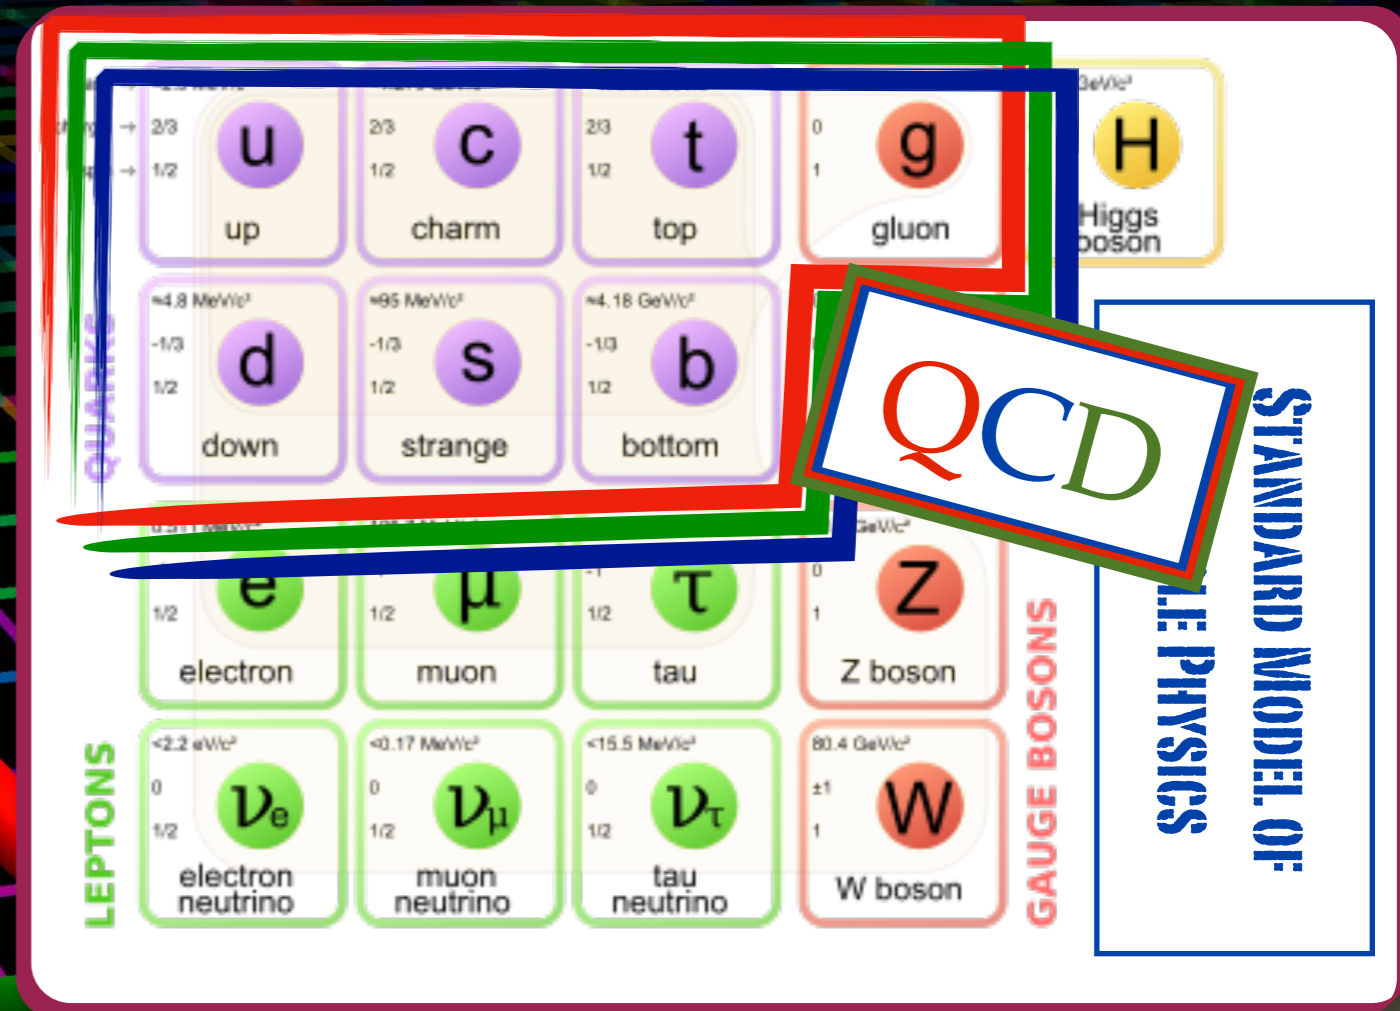 2/3
1/2
u
up
2/3
1/2
c
charm
2/3
1/2
t
top
0
1
g
gluon
GeV/c²
H
Higgs
boson
QUARKS
≈4.8 MeV/c²
-1/3
1/2
d
down
≈95 MeV/c²
-1/3
1/2
s
strange
≈4.18 GeV/c²
-1/3
1/2
b
bottom
QCD
1/2
e
electron
1/2
μ
muon
-1
1/2
τ
tau
GeV/c²
0
1
Z
Z boson
LEPTONS
<2.2 eV/c²
0
1/2
νe
electron
neutrino
<0.17 MeV/c²
0
1/2
νμ
muon
neutrino
<15.5 MeV/c²
0
1/2
ντ
tau
neutrino
80.4 GeV/c²
±1
1
W
W boson
GAUGE BOSONS
STANDARD MODEL OF
PHYSICS